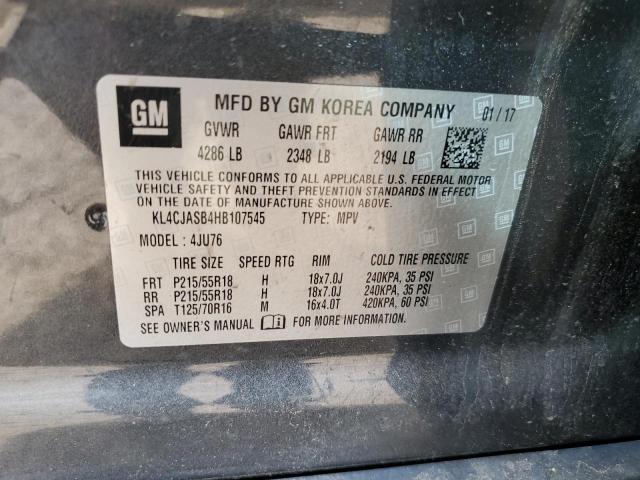 GM
MFD BY GM KOREA COMPANY 01/17
GVWR GAWR FRT GAWR RR
4286 LB 2348 LB 2194 LB
THIS VEHICLE CONFORMS TO ALL APPLICABLE U.S. FEDERAL MOTOR
VEHICLE SAFETY AND THEFT PREVENTION STANDARDS IN EFFECT
ON THE DATE OF MANUFACTURE SHOWN ABOVE.
KL4CJASB4HB107545 TYPE: MPV
MODEL: 4JU76
TIRE SIZE SPEED RTG RIM COLD TIRE PRESSURE
FRT P215/55R18 H 18x7.0J 240KPA, 35 PSI
RR P215/55R18 H 18x7.0J 240KPA, 35 PSI
SPA T125/70R16 M 16x4.0T 420KPA, 60 PSI
SEE OWNER'S MANUAL FOR MORE INFORMATION.